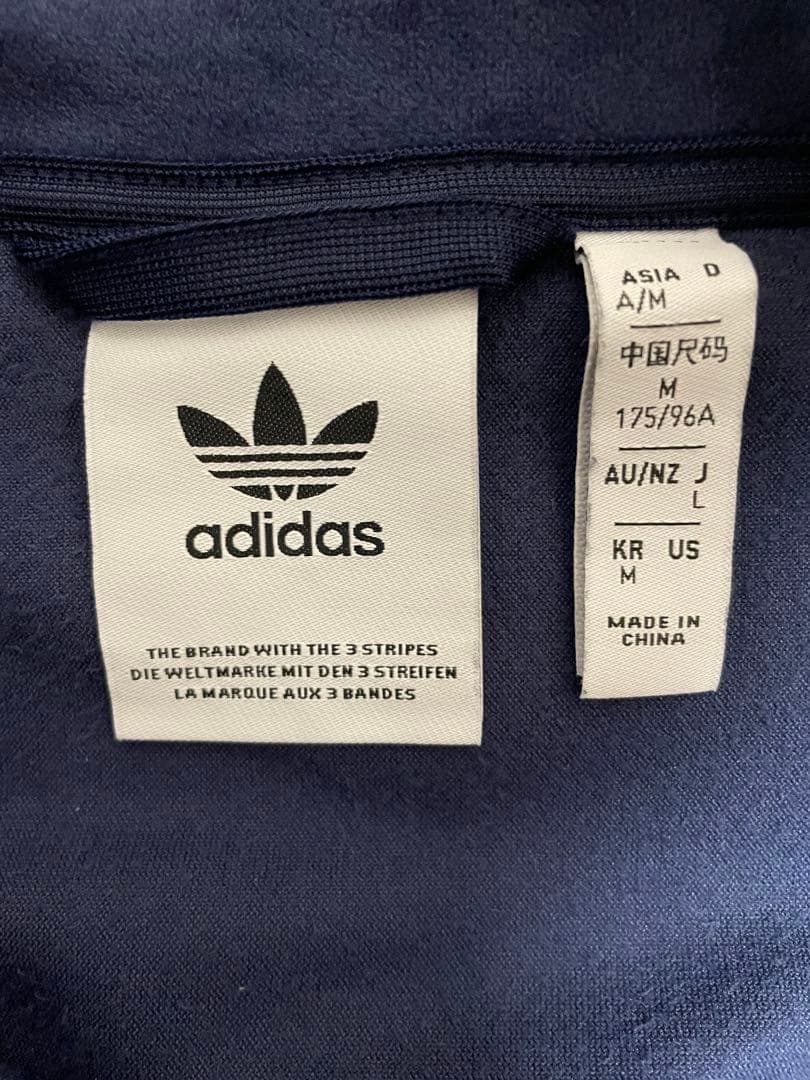 adidas
THE BRAND WITH THE 3 STRIPES
DIE WELTMARKE MIT DEN 3 STREIFEN
LA MARQUE AUX 3 BANDES
ASIA D
A/M
中国尺码
M
175/96A
AU/NZ J
L
KR US
M
MADE IN
CHINA